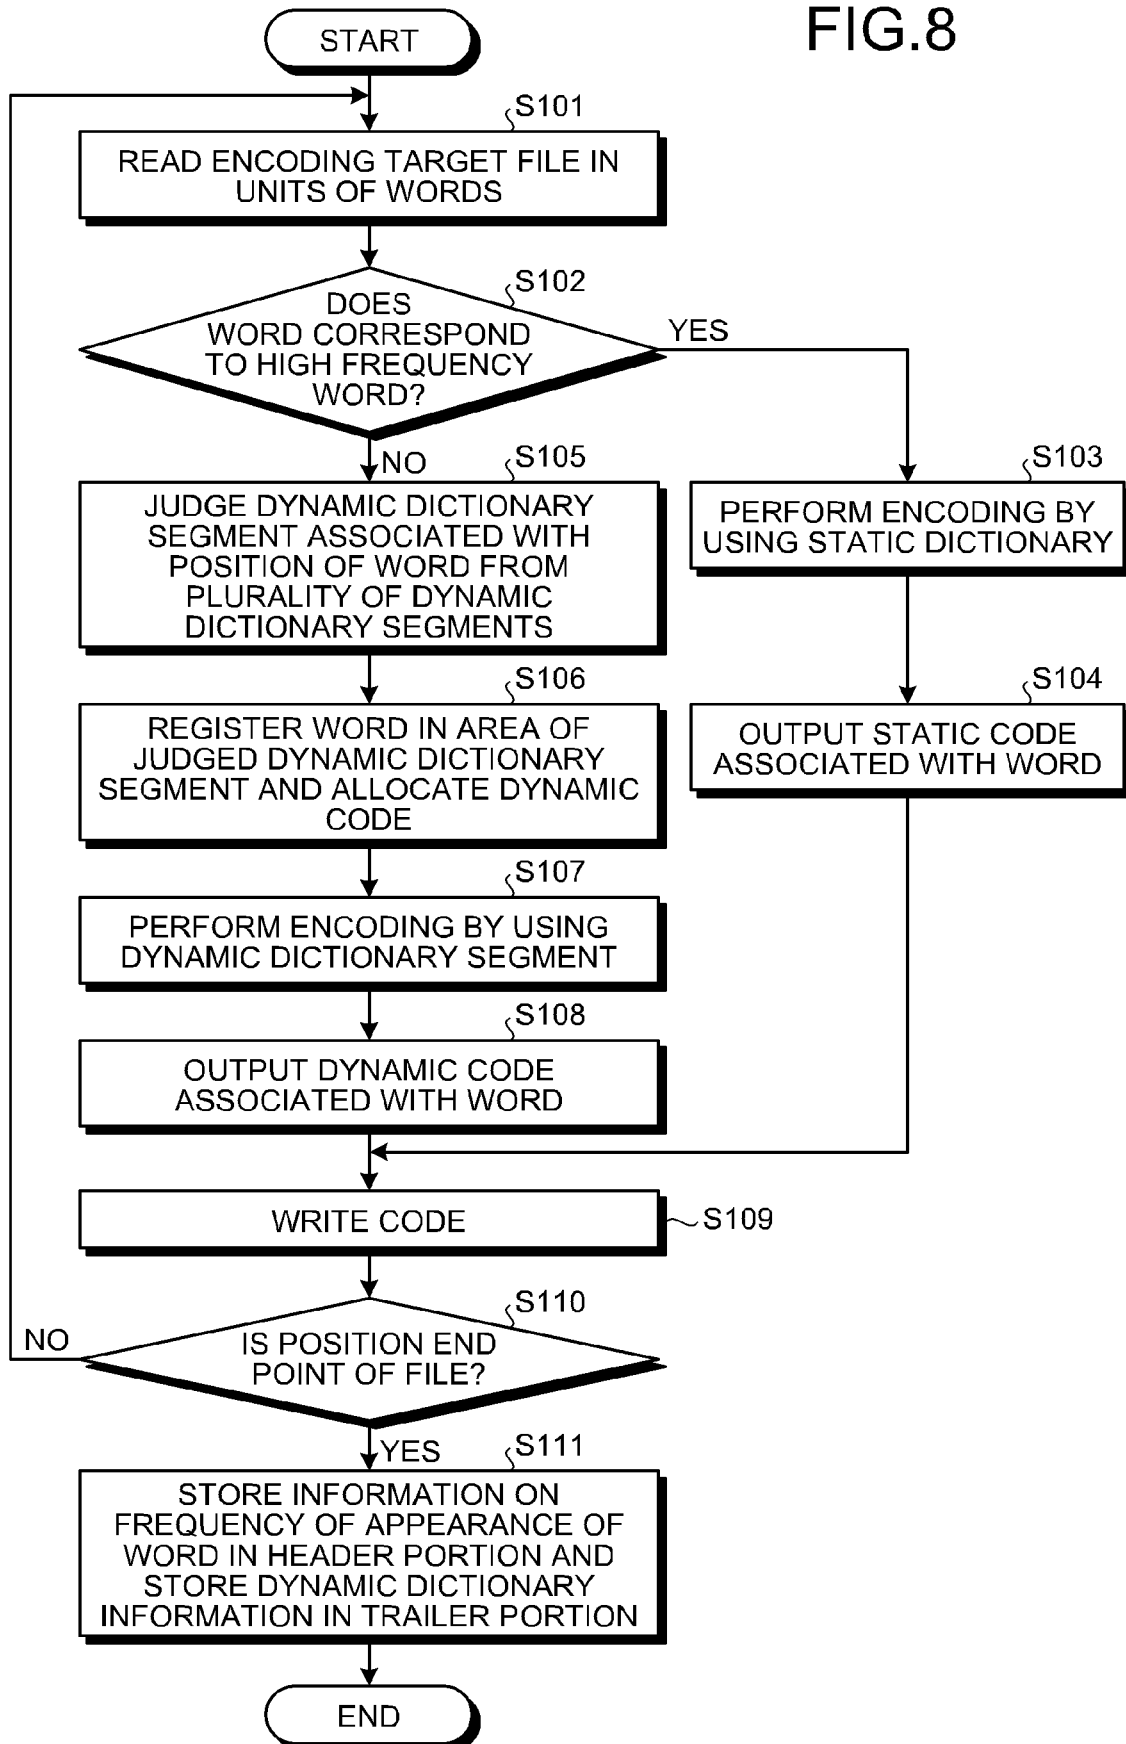 FIG.8
START
S101
READ ENCODING TARGET FILE IN
UNITS OF WORDS
S102
DOES
WORD CORRESPOND
TO HIGH FREQUENCY
WORD?
YES
NO
S105
JUDGE DYNAMIC DICTIONARY
SEGMENT ASSOCIATED WITH
POSITION OF WORD FROM
PLURALITY OF DYNAMIC
DICTIONARY SEGMENTS
S103
PERFORM ENCODING BY
USING STATIC DICTIONARY
S106
REGISTER WORD IN AREA OF
JUDGED DYNAMIC DICTIONARY
SEGMENT AND ALLOCATE DYNAMIC
CODE
S104
OUTPUT STATIC CODE
ASSOCIATED WITH WORD
S107
PERFORM ENCODING BY USING
DYNAMIC DICTIONARY SEGMENT
S108
OUTPUT DYNAMIC CODE
ASSOCIATED WITH WORD
WRITE CODE
S109
S110
IS POSITION END
POINT OF FILE?
NO
YES
S111
STORE INFORMATION ON
FREQUENCY OF APPEARANCE OF
WORD IN HEADER PORTION AND
STORE DYNAMIC DICTIONARY
INFORMATION IN TRAILER PORTION
END